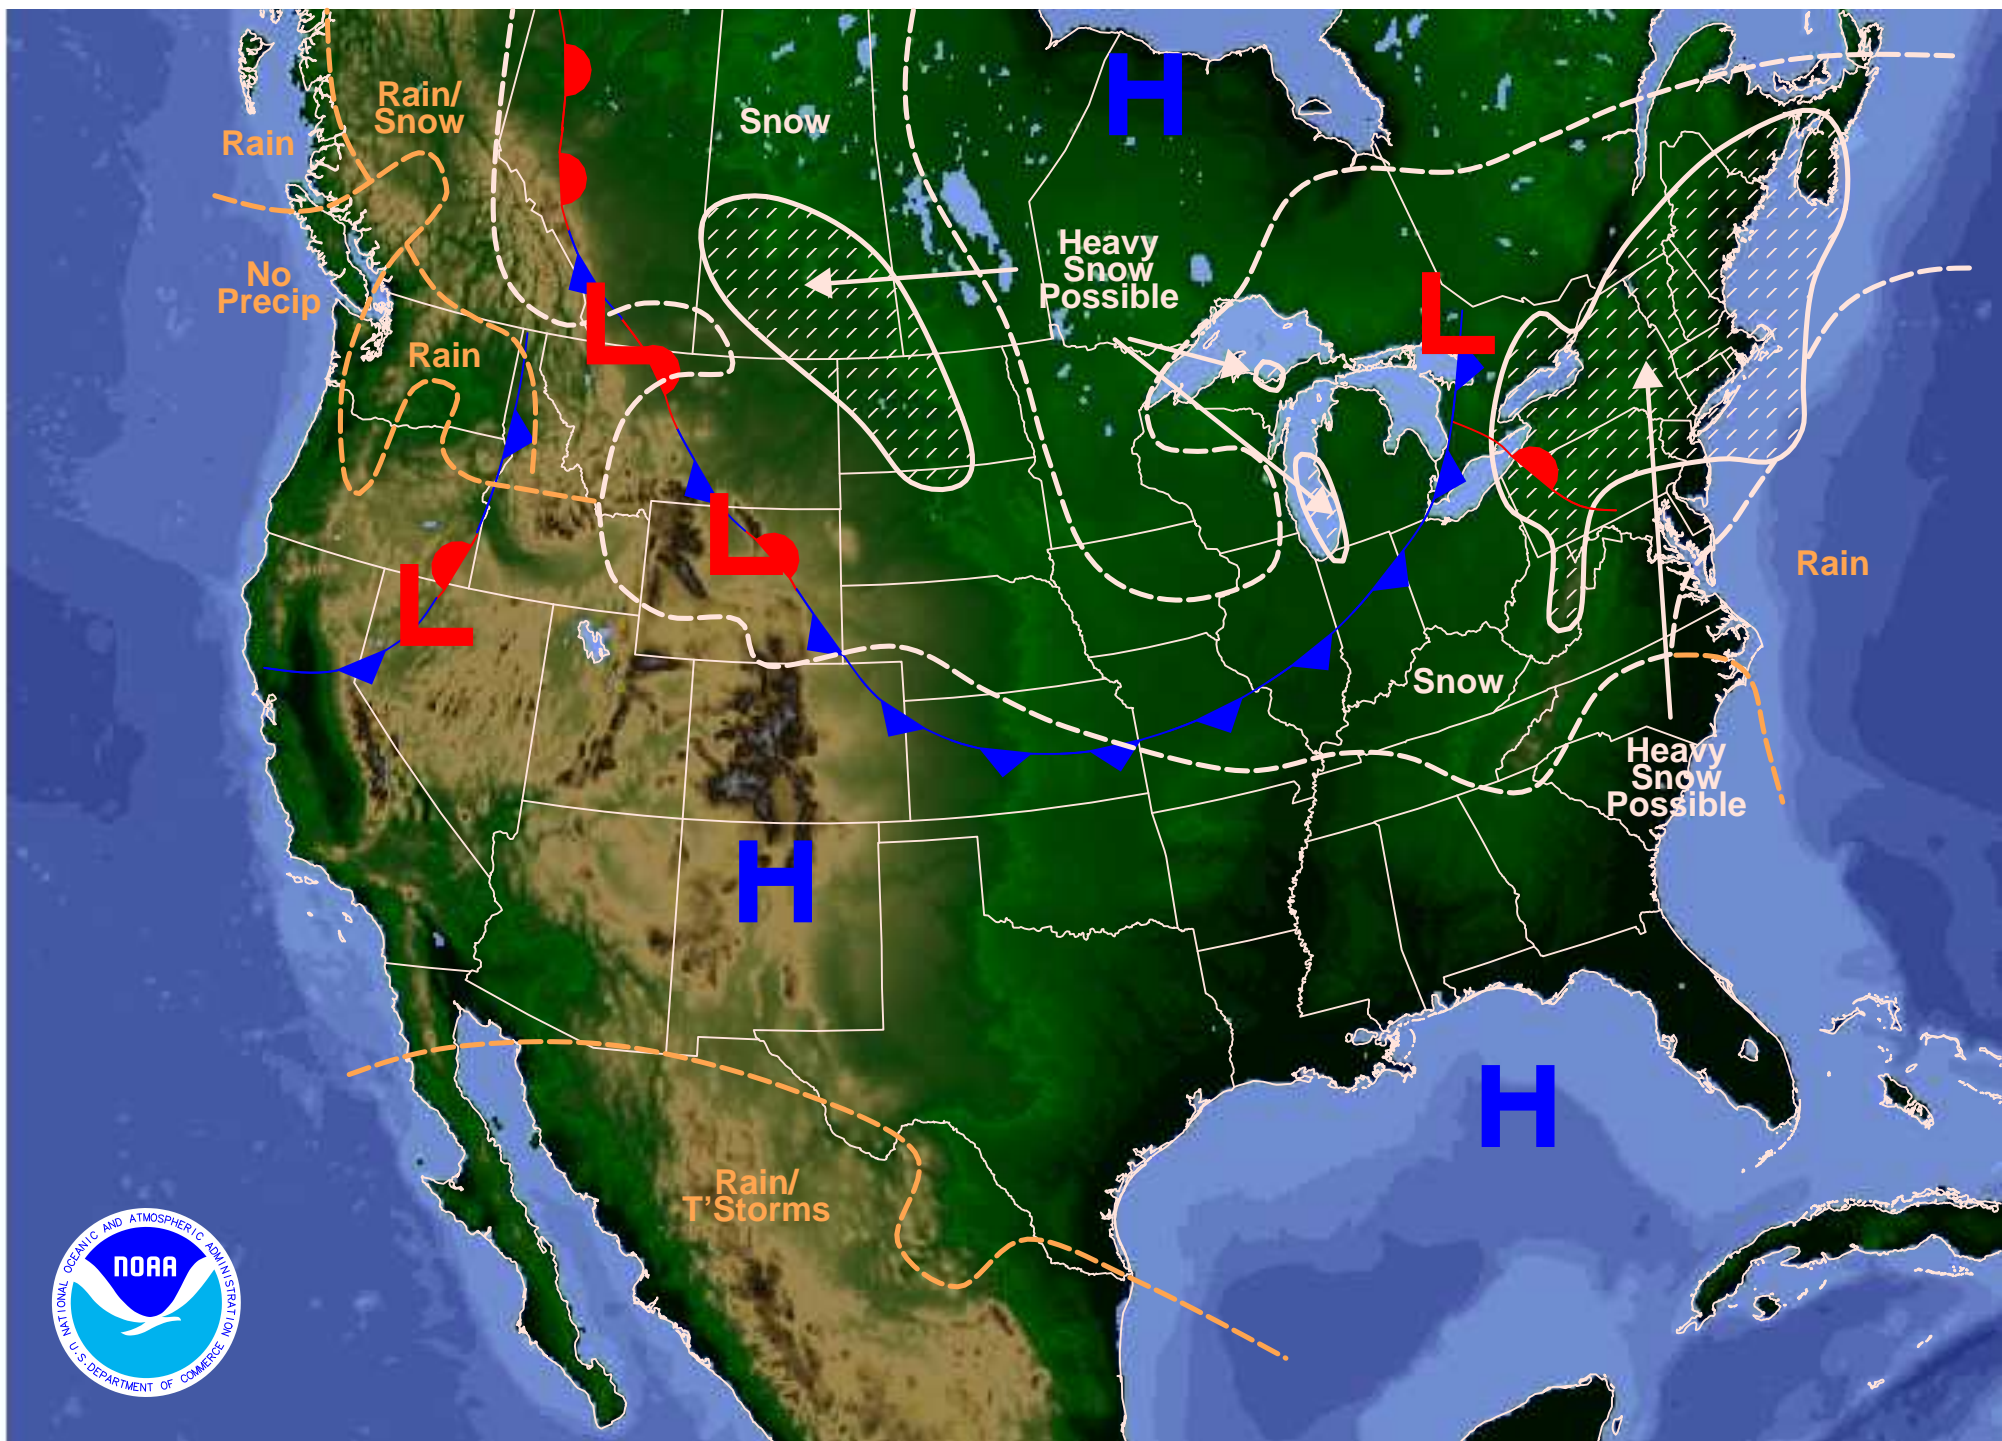 H
Rain/
Snow
Snow
Rain
Heavy
Snow
Possible
No
Precip
L
L
Rain
L
Rain
L
Snow
Heavy
Snow
Possible
H
H
Rain/
T'Storms
NATIONAL OCEANIC AND ATMOSPHERIC ADMINISTRATION
NOAA
U.S. DEPARTMENT OF COMMERCE